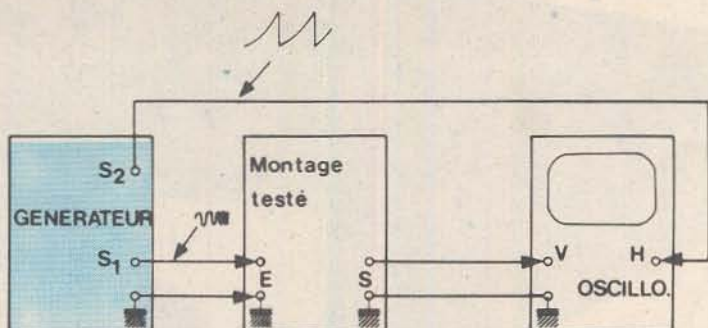 S2
GENERATEUR
S1
Montage
testé
E
S
V
H
OSCILLO.